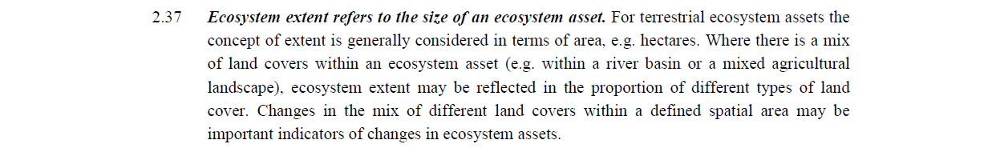 2.37 Ecosystem extent refers to the size of an ecosystem asset. For terrestrial ecosystem assets the
concept of extent is generally considered in terms of area, e.g. hectares. Where there is a mix
of land covers within an ecosystem asset (e.g. within a river basin or a mixed agricultural
landscape), ecosystem extent may be reflected in the proportion of different types of land
cover. Changes in the mix of different land covers within a defined spatial area may be
important indicators of changes in ecosystem assets.